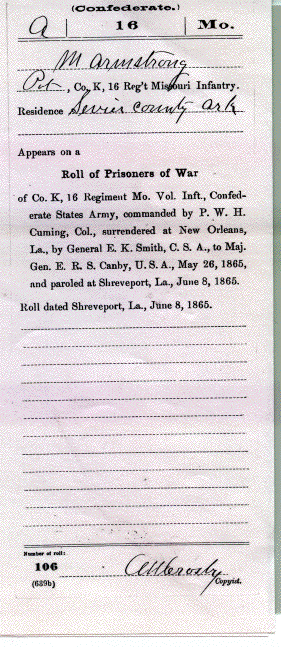 (Confederate.)
A | 16 | Mo.
M Armstrong
Pvt, Co. K, 16 Reg't Missouri Infantry.
Residence Sevier County Ark
Appears on a
Roll of Prisoners of War
of Co. K, 16 Regiment Mo. Vol. Inft., Confed-
erate States Army, commanded by P. W. H.
Cuming, Col., surrendered at New Orleans,
La., by General E. K. Smith, C. S. A., to Maj.
Gen. E. R. S. Canby, U. S. A., May 26, 1865,
and paroled at Shreveport, La., June 8, 1865.
Roll dated Shreveport, La., June 8, 1865.
Number of roll:
106
(639b)
Crosby
Copyist.